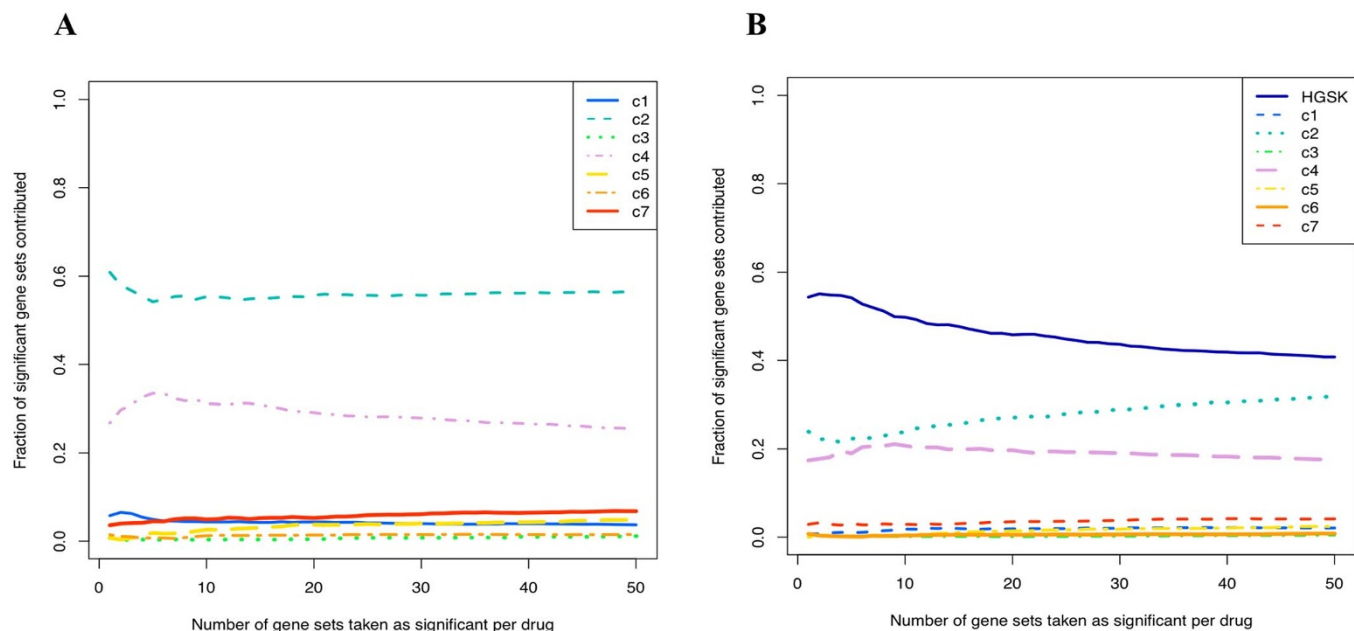 A
Fraction of significant gene sets contributed
1.0
0.8
0.6
0.4
0.2
0.0
c1
c2
c3
c4
c5
c6
c7
0 10 20 30 40 50
Number of gene sets taken as significant per drug
B
Fraction of significant gene sets contributed
1.0
0.8
0.6
0.4
0.2
0.0
HGSK
c1
c2
c3
c4
c5
c6
c7
0 10 20 30 40 50
Number of gene sets taken as significant per drug